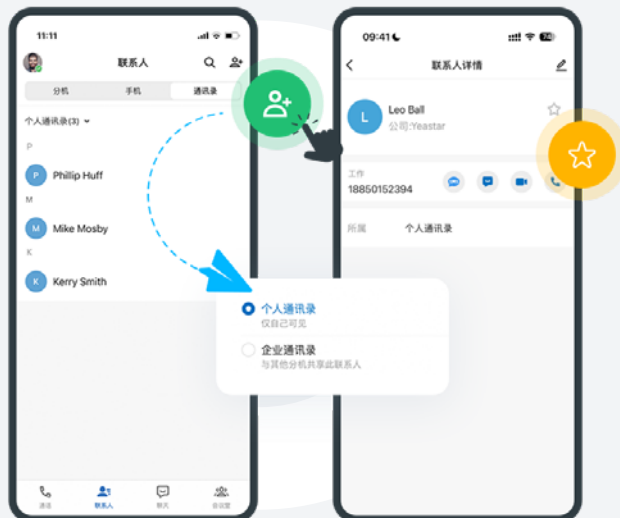 11:11
联系人
分机 手机 通讯录
个人通讯录(3)
P
P Phillip Huff
M
M Mike Mosby
K
K Kerry Smith
通话 联系人 聊天 会议室
09:41
74
联系人详情
L Leo Ball
公司:Yeastar
工作
18850152394
所属 个人通讯录
个人通讯录
仅自己可见
企业通讯录
与其他分机共享此联系人